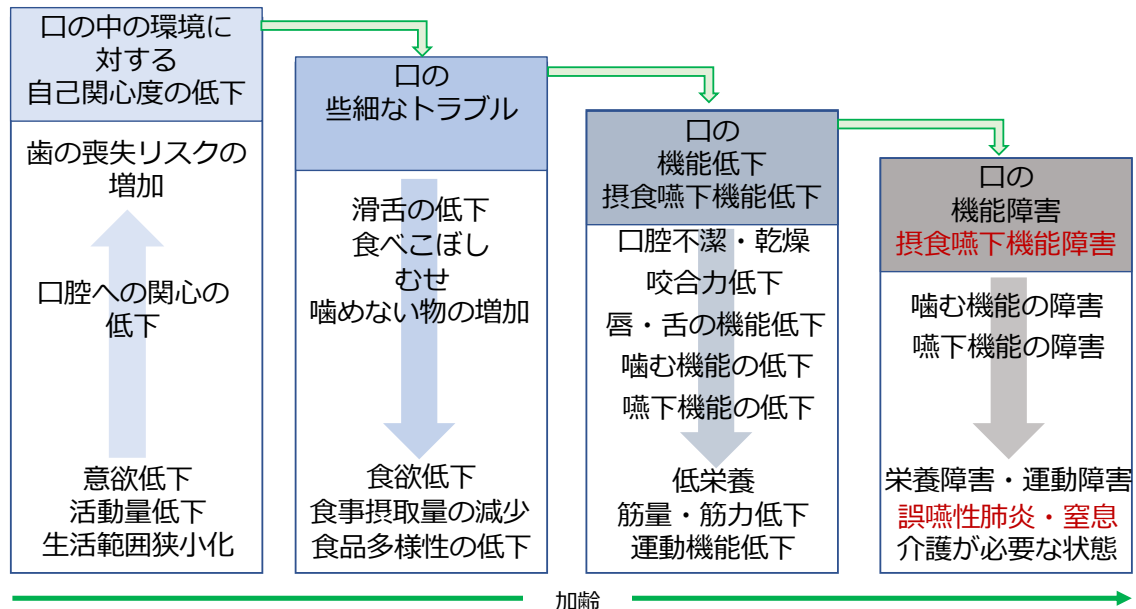 口の中の環境に
対する
自己関心度の低下
歯の喪失リスクの
増加
口腔への関心の
低下
意欲低下
活動量低下
生活範囲狭小化
口の
些細なトラブル
滑舌の低下
食べこぼし
むせ
噛めない物の増加
食欲低下
食事摂取量の減少
食品多様性の低下
口の
機能低下
摂食嚥下機能低下
口腔不潔・乾燥
咬合力低下
唇・舌の機能低下
噛む機能の低下
嚥下機能の低下
低栄養
筋量・筋力低下
運動機能低下
口の
機能障害
摂食嚥下機能障害
噛む機能の障害
嚥下機能の障害
栄養障害・運動障害
誤嚥性肺炎・窒息
介護が必要な状態
加齢